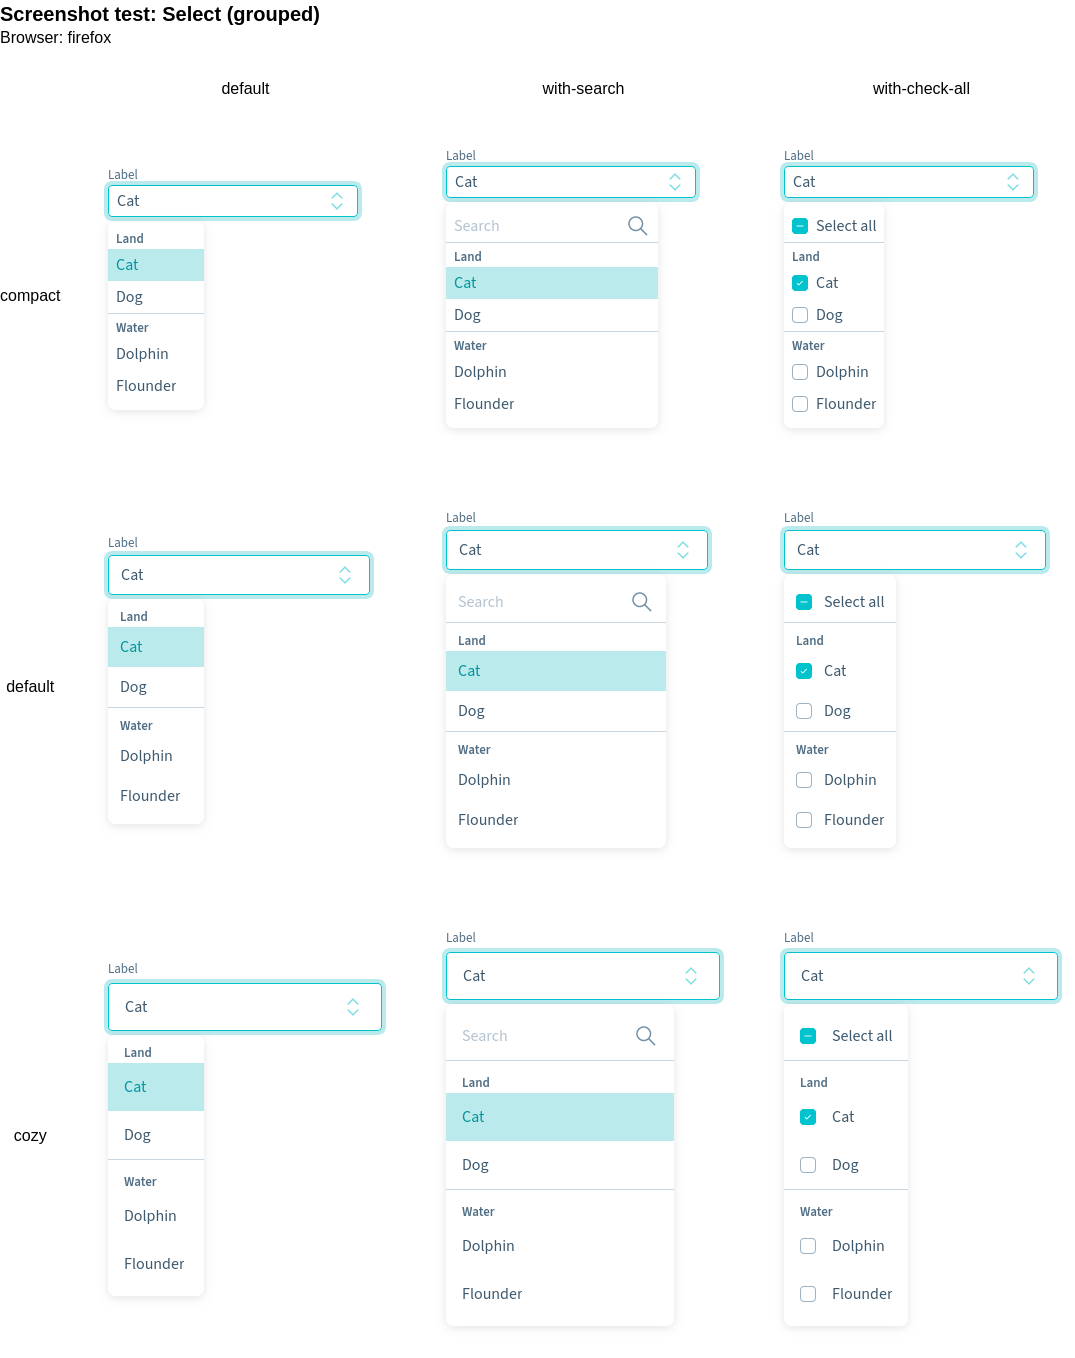 Screenshot test: Select (grouped)
Browser: firefox
default
with-search
with-check-all
compact
Label
Cat
Land
Cat
Dog
Water
Dolphin
Flounder
Label
Cat
Search
Land
Cat
Dog
Water
Dolphin
Flounder
Label
Cat
Select all
Land
Cat
Dog
Water
Dolphin
Flounder
default
Label
Cat
Land
Cat
Dog
Water
Dolphin
Flounder
Label
Cat
Search
Land
Cat
Dog
Water
Dolphin
Flounder
Label
Cat
Select all
Land
Cat
Dog
Water
Dolphin
Flounder
cozy
Label
Cat
Land
Cat
Dog
Water
Dolphin
Flounder
Label
Cat
Search
Land
Cat
Dog
Water
Dolphin
Flounder
Label
Cat
Select all
Land
Cat
Dog
Water
Dolphin
Flounder